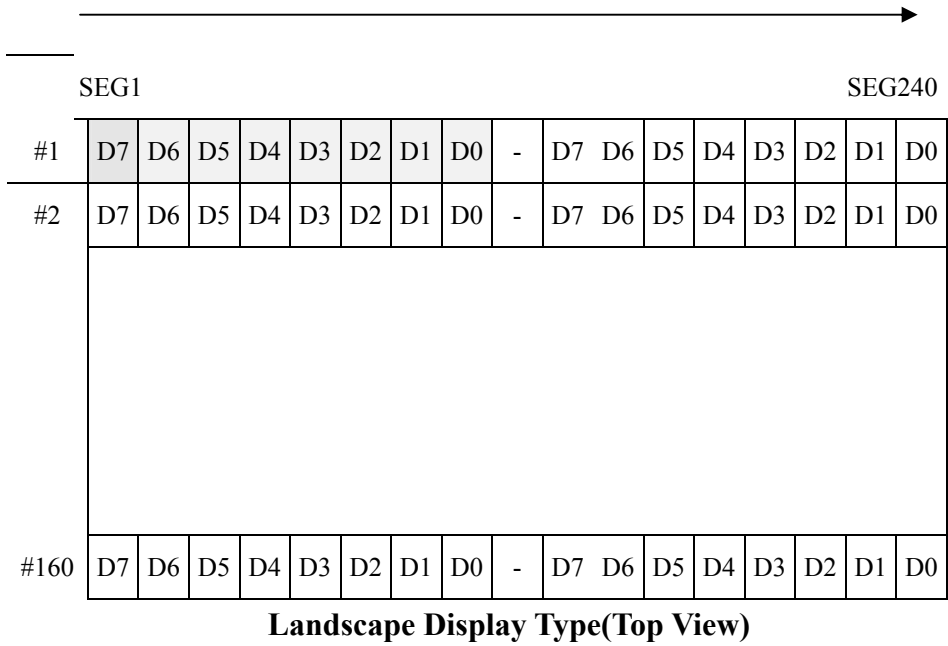 SEG1 SEG240
#1 D7 D6 D5 D4 D3 D2 D1 D0 - D7 D6 D5 D4 D3 D2 D1 D0
#2 D7 D6 D5 D4 D3 D2 D1 D0 - D7 D6 D5 D4 D3 D2 D1 D0
#160 D7 D6 D5 D4 D3 D2 D1 D0 - D7 D6 D5 D4 D3 D2 D1 D0
Landscape Display Type(Top View)